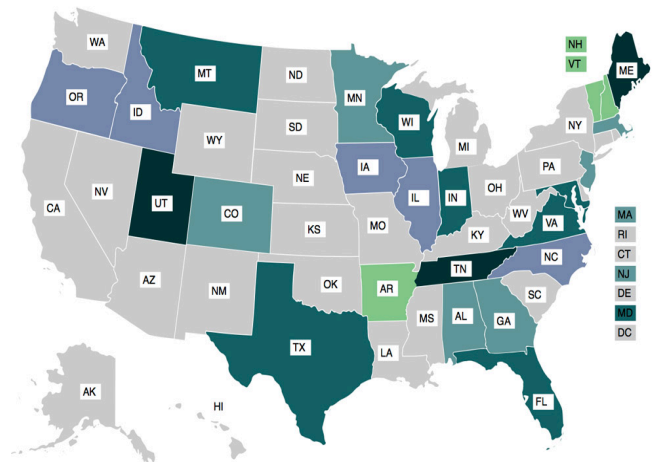 WA
MT
ND
MN
NH
VT
ME
OR
ID
WI
SD
WY
MI
NY
IA
NE
PA
NV
UT
CO
IL
IN
OH
CA
KS
MO
WV
VA
MA
KY
RI
NC
CT
TN
NJ
AZ
NM
OK
AR
SC
DE
MS
AL
GA
MD
TX
LA
DC
AK
HI
FL